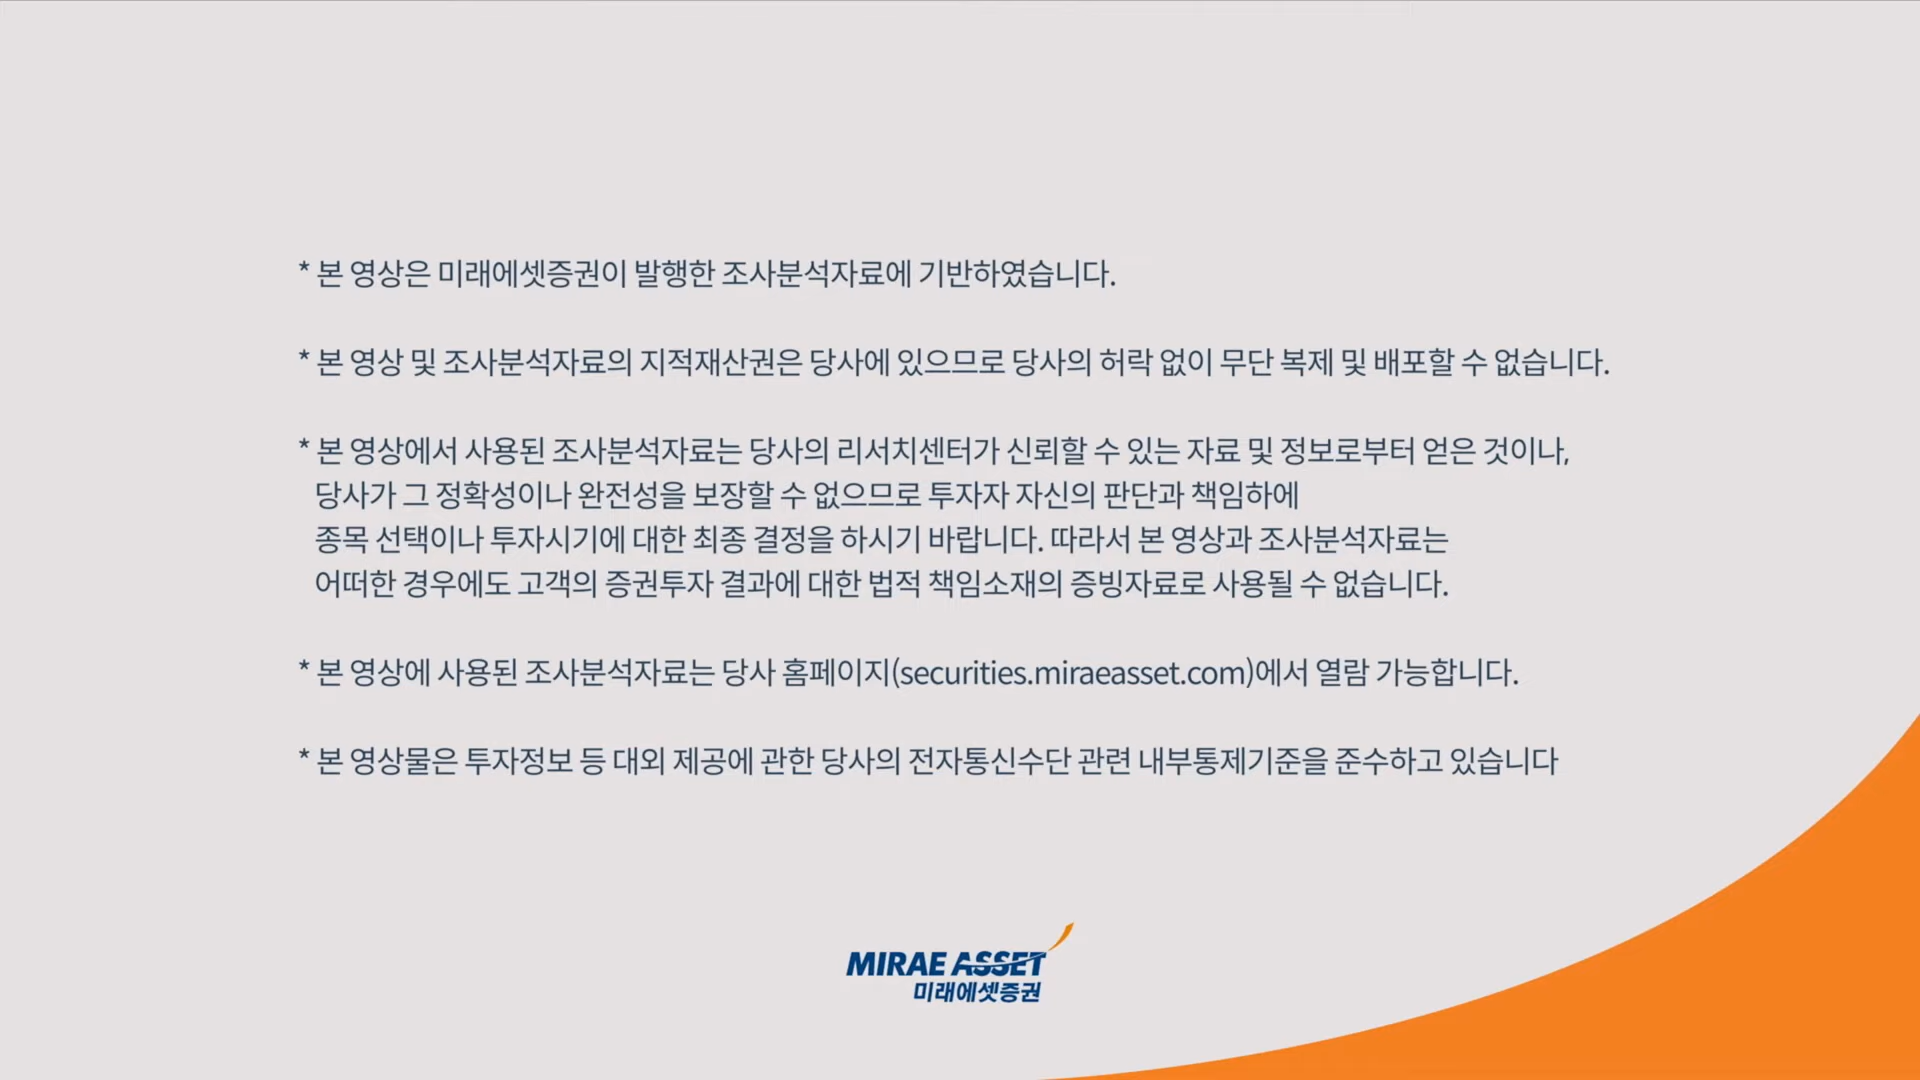 * 본 영상은 미래에셋증권이 발행한 조사분석자료에 기반하였습니다.
* 본 영상 및 조사분석자료의 지적재산권은 당사에 있으므로 당사의 허락 없이 무단 복제 및 배포할 수 없습니다.
* 본 영상에서 사용된 조사분석자료는 당사의 리서치센터가 신뢰할 수 있는 자료 및 정보로부터 얻은 것이나,
당사가 그 정확성이나 완전성을 보장할 수 없으므로 투자자 자신의 판단과 책임하에
종목 선택이나 투자시기에 대한 최종 결정을 하시기 바랍니다. 따라서 본 영상과 조사분석자료는
어떠한 경우에도 고객의 증권투자 결과에 대한 법적 책임소재의 증빙자료로 사용될 수 없습니다.
* 본 영상에 사용된 조사분석자료는 당사 홈페이지(securities.miraeasset.com)에서 열람 가능합니다.
* 본 영상물은 투자정보 등 대외 제공에 관한 당사의 전자통신수단 관련 내부통제기준을 준수하고 있습니다
MIRAE ASSET
미래에셋증권